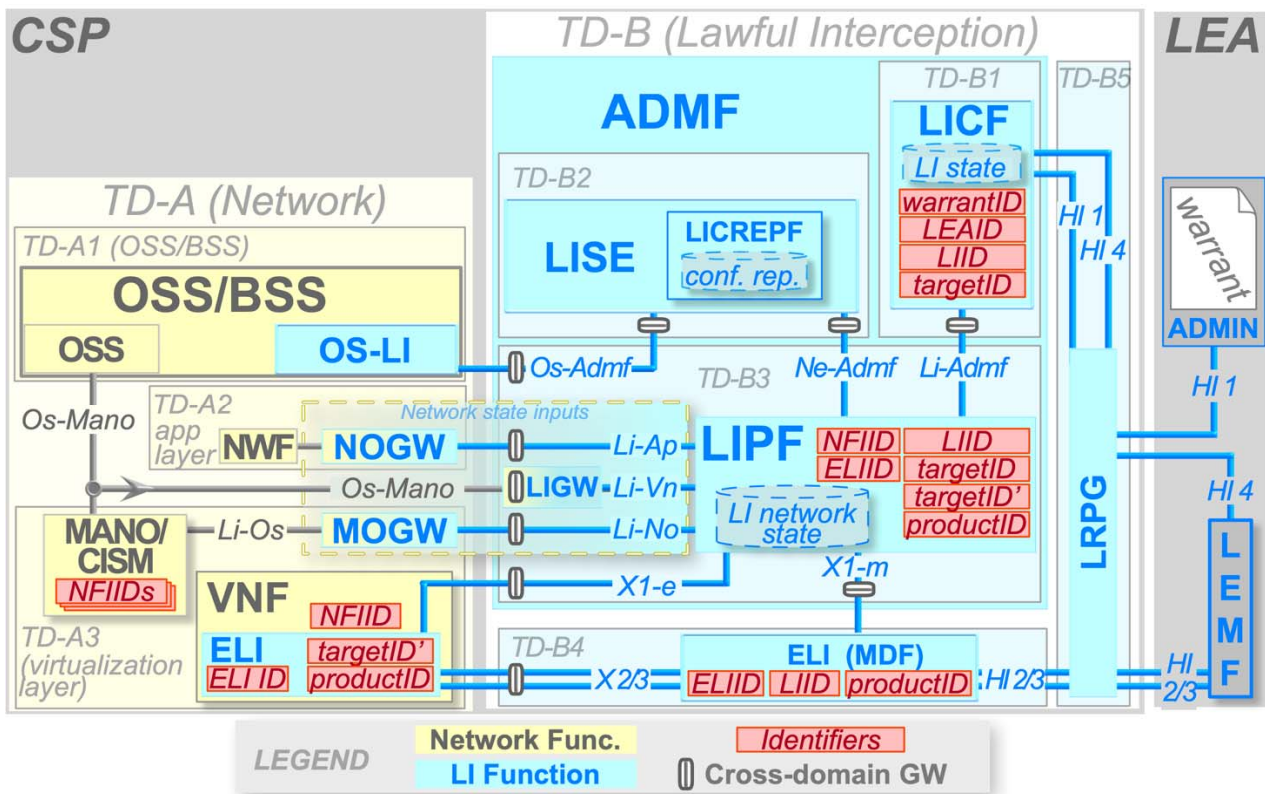 CSP
TD-B (Lawful Interception)
LEA
TD-A (Network)
TD-A1 (OSS/BSS)
OSS/BSS
OSS
OS-LI
Os-Mano
TD-A2
app
layer
NWF
Network state inputs
NOGW
Os-Mano
LIGW
MANO/
CISM
NFIIDs
Li-Os
MOGW
TD-A3
(virtualization
layer)
VNF
NFIID
ELI
targetID'
ELI ID
productID
ADMF
TD-B1
LICF
LI state
warrantID
LEAID
LIID
targetID
TD-B2
LISE
LICREPF
conf. rep.
Os-Admf
TD-B3
Ne-Admf
Li-Admf
Li-Ap
Li-Vn
Li-No
LIPF
NFIID
ELIID
LIID
targetID
targetID'
productID
LI network
state
X1-e
X1-m
TD-B4
X 2/3
ELI (MDF)
ELIID
LIID
productID
HI 2/3
TD-B5
HI 1
HI 4
LRPG
warrant
ADMIN
HI 1
HI 4
LEMF
HI
2/3
LEGEND
Network Func.
Identifiers
LI Function
Cross-domain GW